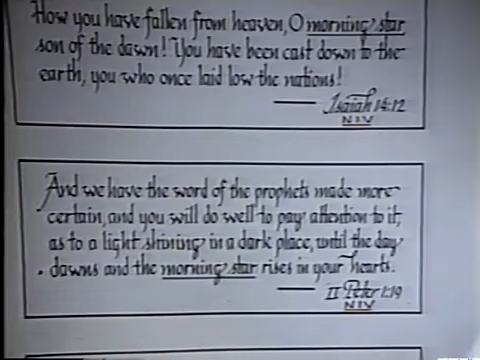 How you have fallen from heaven, O morning star
son of the dawn! You have been cast down to the
earth, you who once laid low the nations!
Isaiah 14:12
NIV
And we have the word of the prophets made more
certain, and you will do well to pay attention to it,
as to a light shining in a dark place, until the day
dawns and the morning star rises in your hearts.
II Peter 1:19
NIV